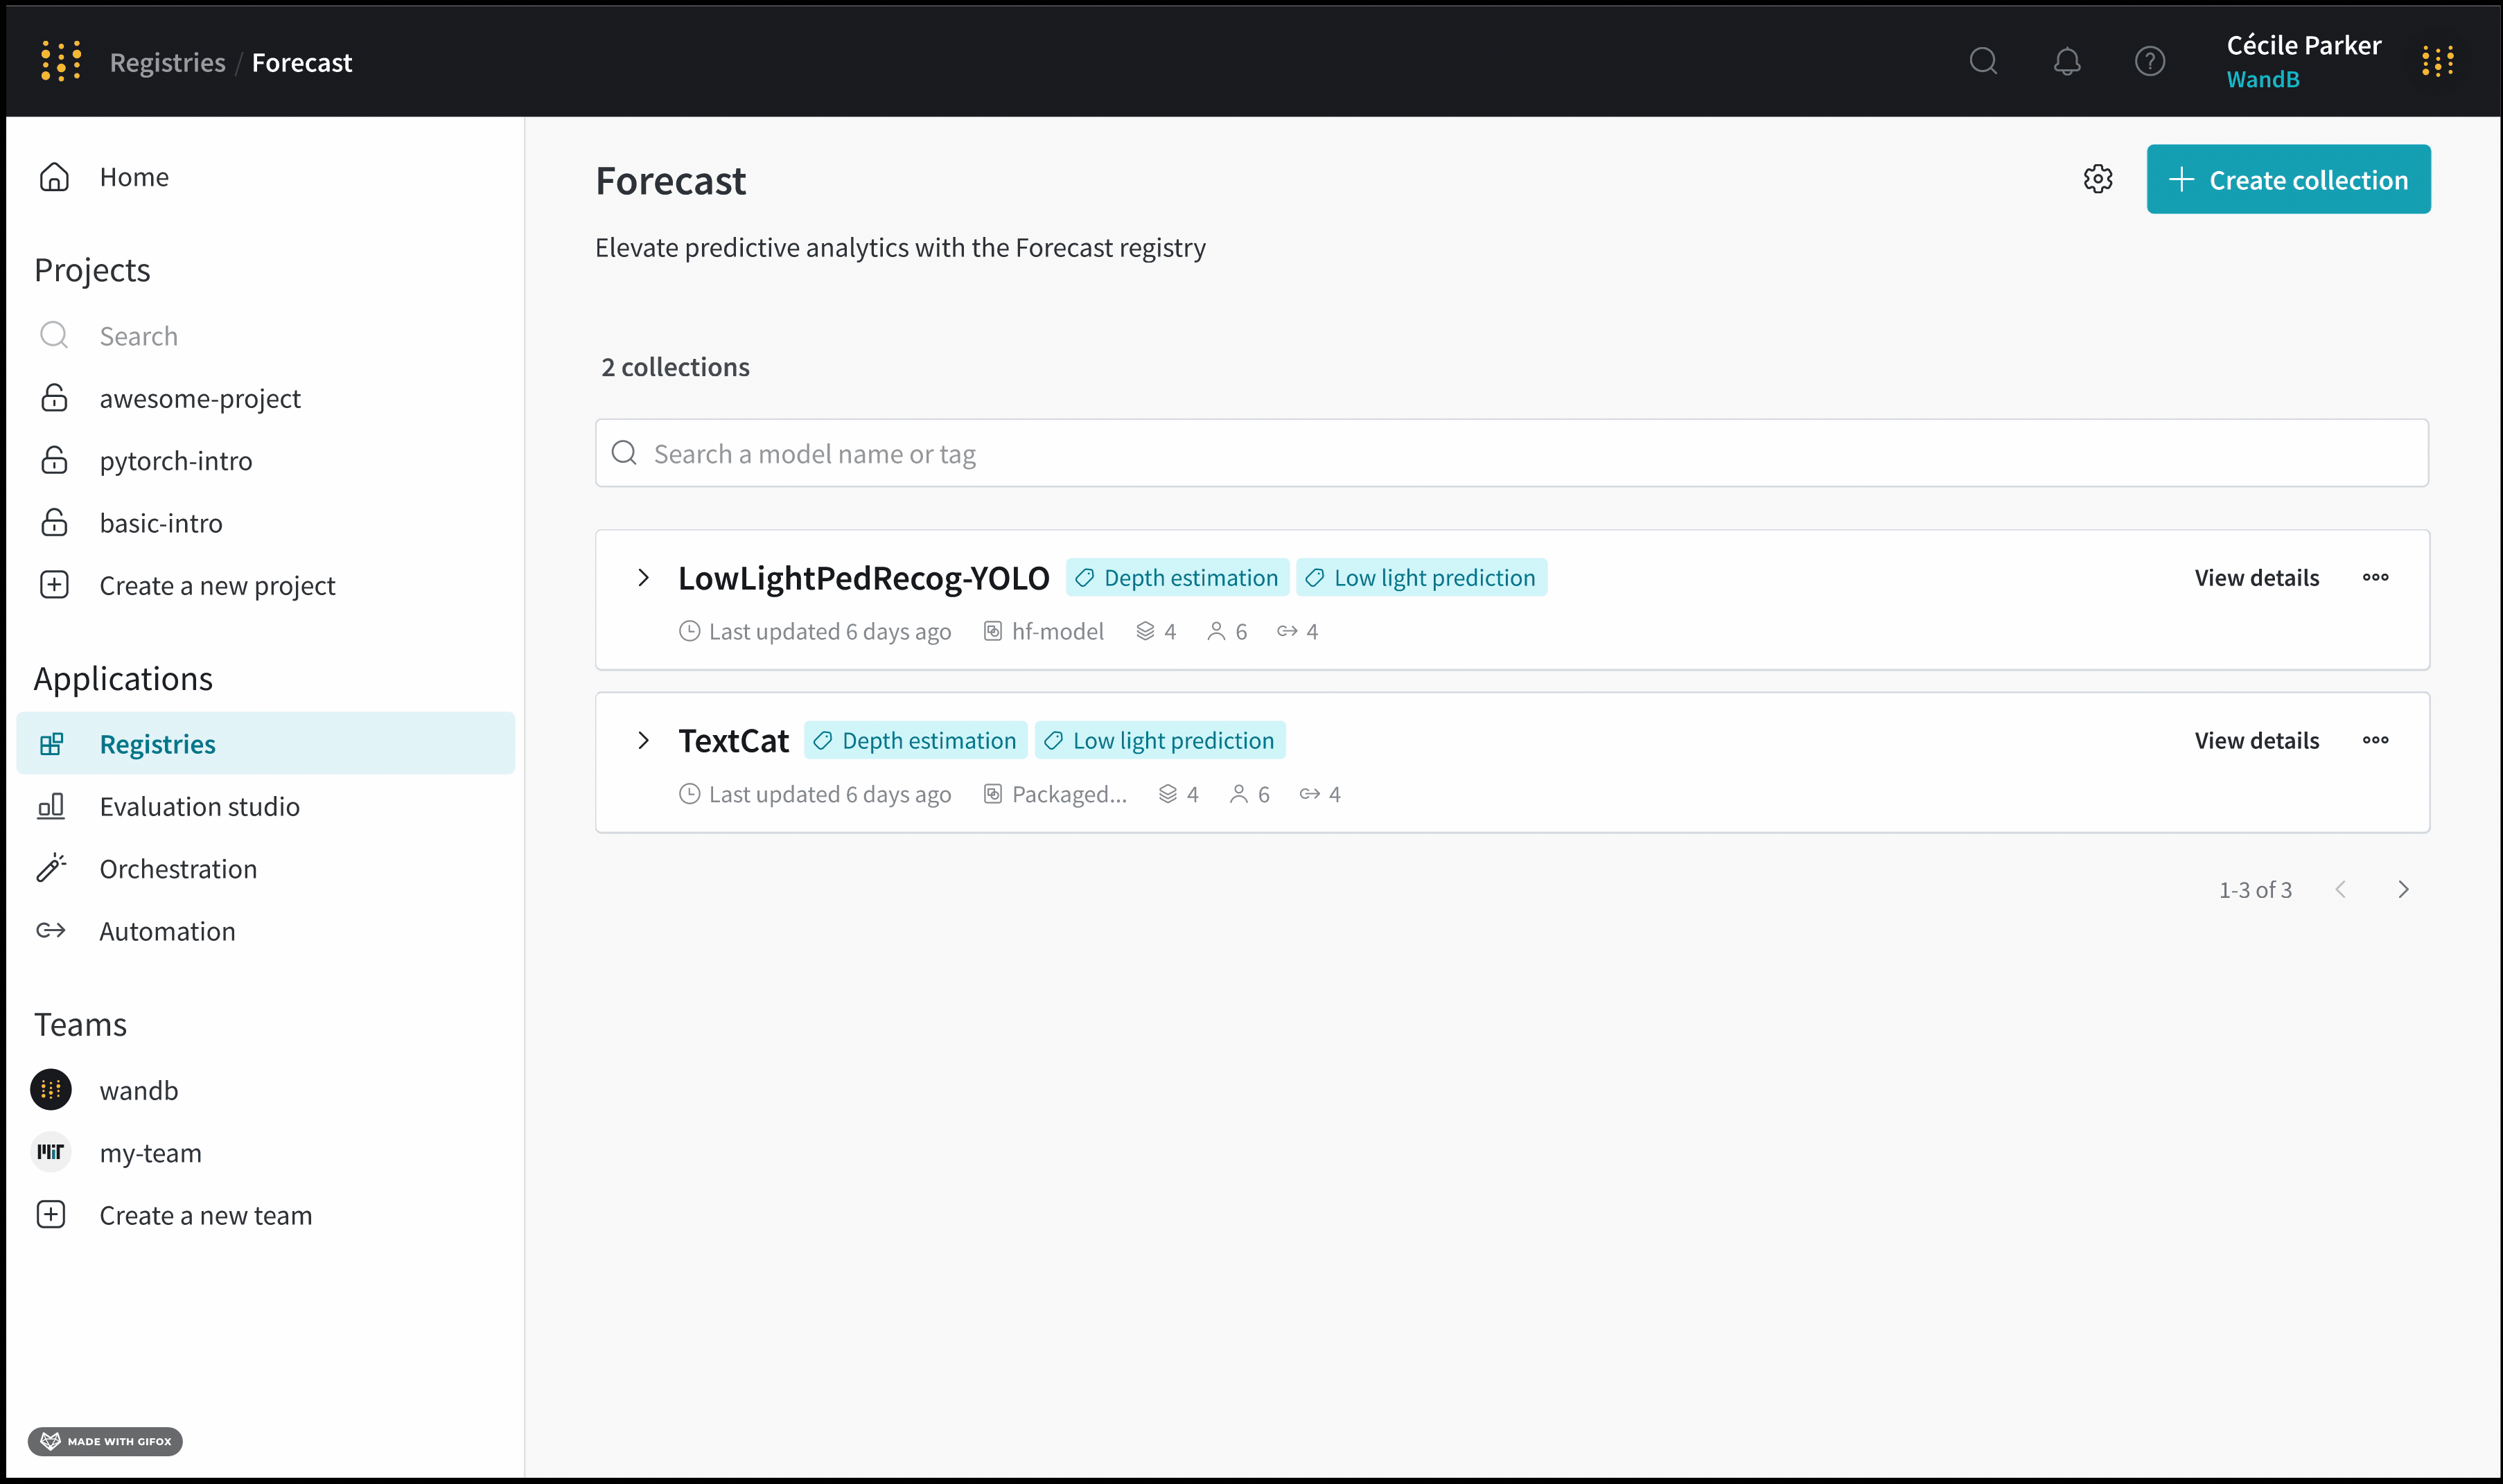 Registries / Forecast
Cécile Parker
WandB
Home
Projects
Search
awesome-project
pytorch-intro
basic-intro
Create a new project
Applications
Registries
Evaluation studio
Orchestration
Automation
Teams
wandb
MiT my-team
Create a new team
MADE WITH GIFOX
Forecast
+ Create collection
Elevate predictive analytics with the Forecast registry
2 collections
Search a model name or tag
LowLightPedRecog-YOLO Depth estimation Low light prediction View details
Last updated 6 days ago hf-model 4 6 4
TextCat Depth estimation Low light prediction View details
Last updated 6 days ago Packaged... 4 6 4
1-3 of 3